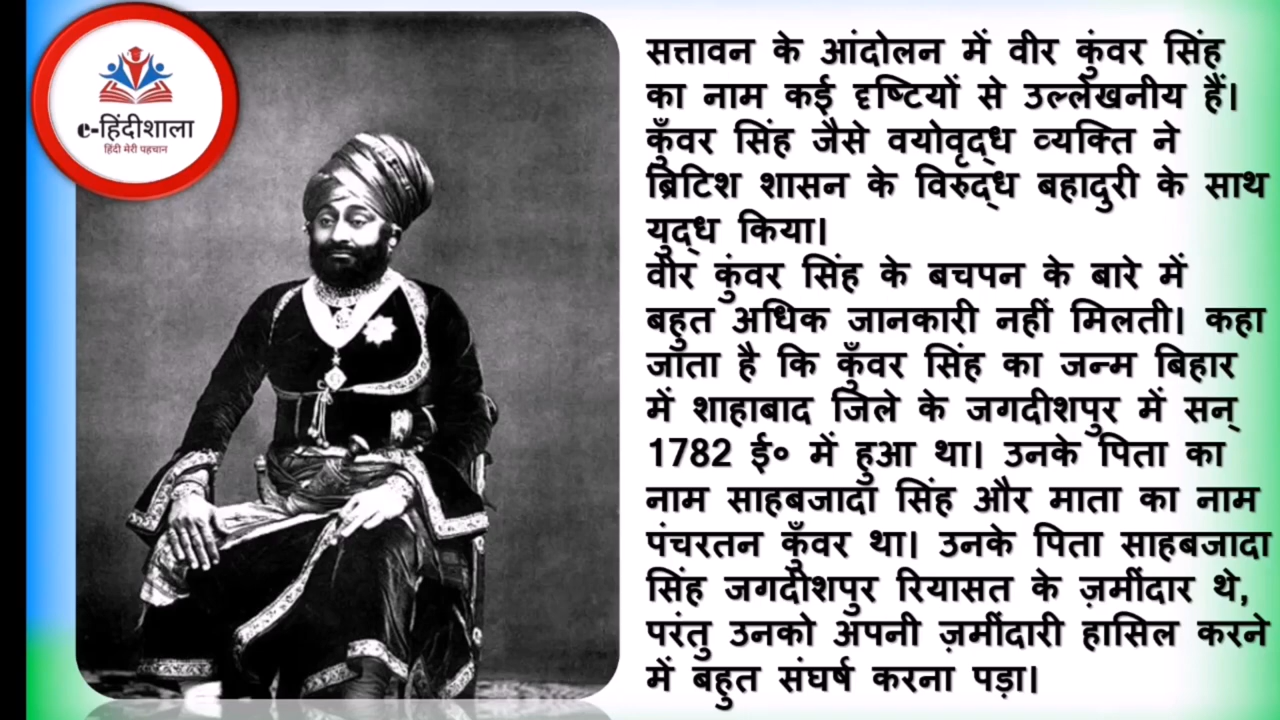 e-हिंदीशाला
हिंदी मेरी पहचान
सत्तावन के आंदोलन में वीर कुंवर सिंह
का नाम कई दृष्टियों से उल्लेखनीय हैं।
कुँवर सिंह जैसे वयोवृद्ध व्यक्ति ने
ब्रिटिश शासन के विरुद्ध बहादुरी के साथ
युद्ध किया।
वीर कुंवर सिंह के बचपन के बारे में
बहुत अधिक जानकारी नहीं मिलती। कहा
जाता है कि कुँवर सिंह का जन्म बिहार
में शाहाबाद जिले के जगदीशपुर में सन्
1782 ई० में हुआ था। उनके पिता का
नाम साहबजादा सिंह और माता का नाम
पंचरतन कुँवर था। उनके पिता साहबजादा
सिंह जगदीशपुर रियासत के ज़मींदार थे,
परंतु उनको अपनी ज़मींदारी हासिल करने
में बहुत संघर्ष करना पड़ा।